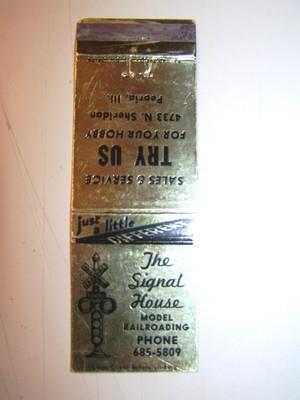 SALES & SERVICE
TRY US
FOR YOUR HOBBY
4733 N. Sheridan
Peoria, Ill.
just
a little
DIFFERENT
The
Signal
House
MODEL
RAILROADING
PHONE
685-5809